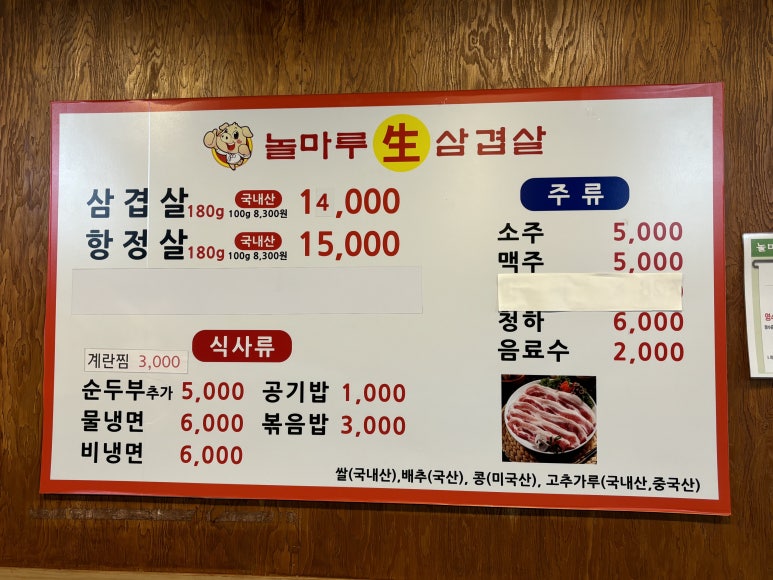 놀마루 生 삼겹살
삼겹살 180g 국내산 100g 8,300원 14,000
항정살 180g 국내산 100g 8,300원 15,000
주류
소주 5,000
맥주 5,000
청하 6,000
음료수 2,000
식사류
계란찜 3,000
순두부추가 5,000 공기밥 1,000
물냉면 6,000 볶음밥 3,000
비냉면 6,000
쌀(국내산),배추(국산), 콩(미국산), 고추가루(국내산,중국산)